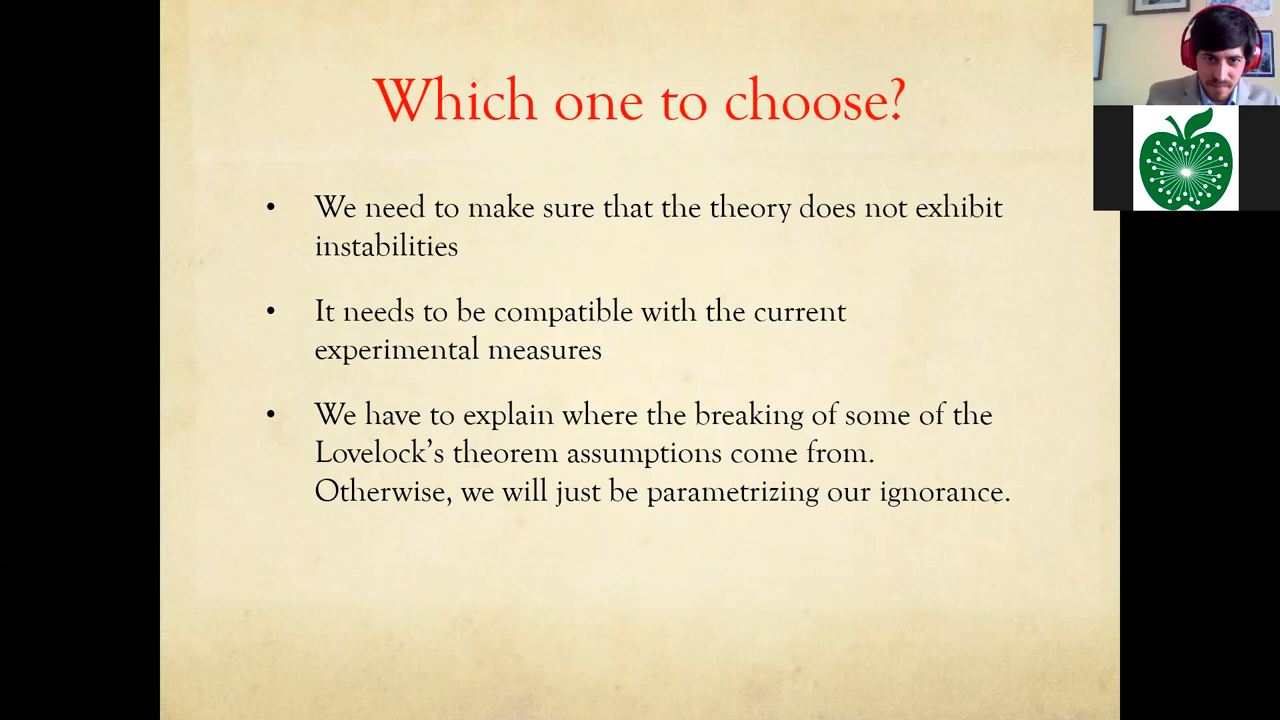 Which one to choose?
• We need to make sure that the theory does not exhibit
instabilities
• It needs to be compatible with the current
experimental measures
• We have to explain where the breaking of some of the
Lovelock’s theorem assumptions come from.
Otherwise, we will just be parametrizing our ignorance.